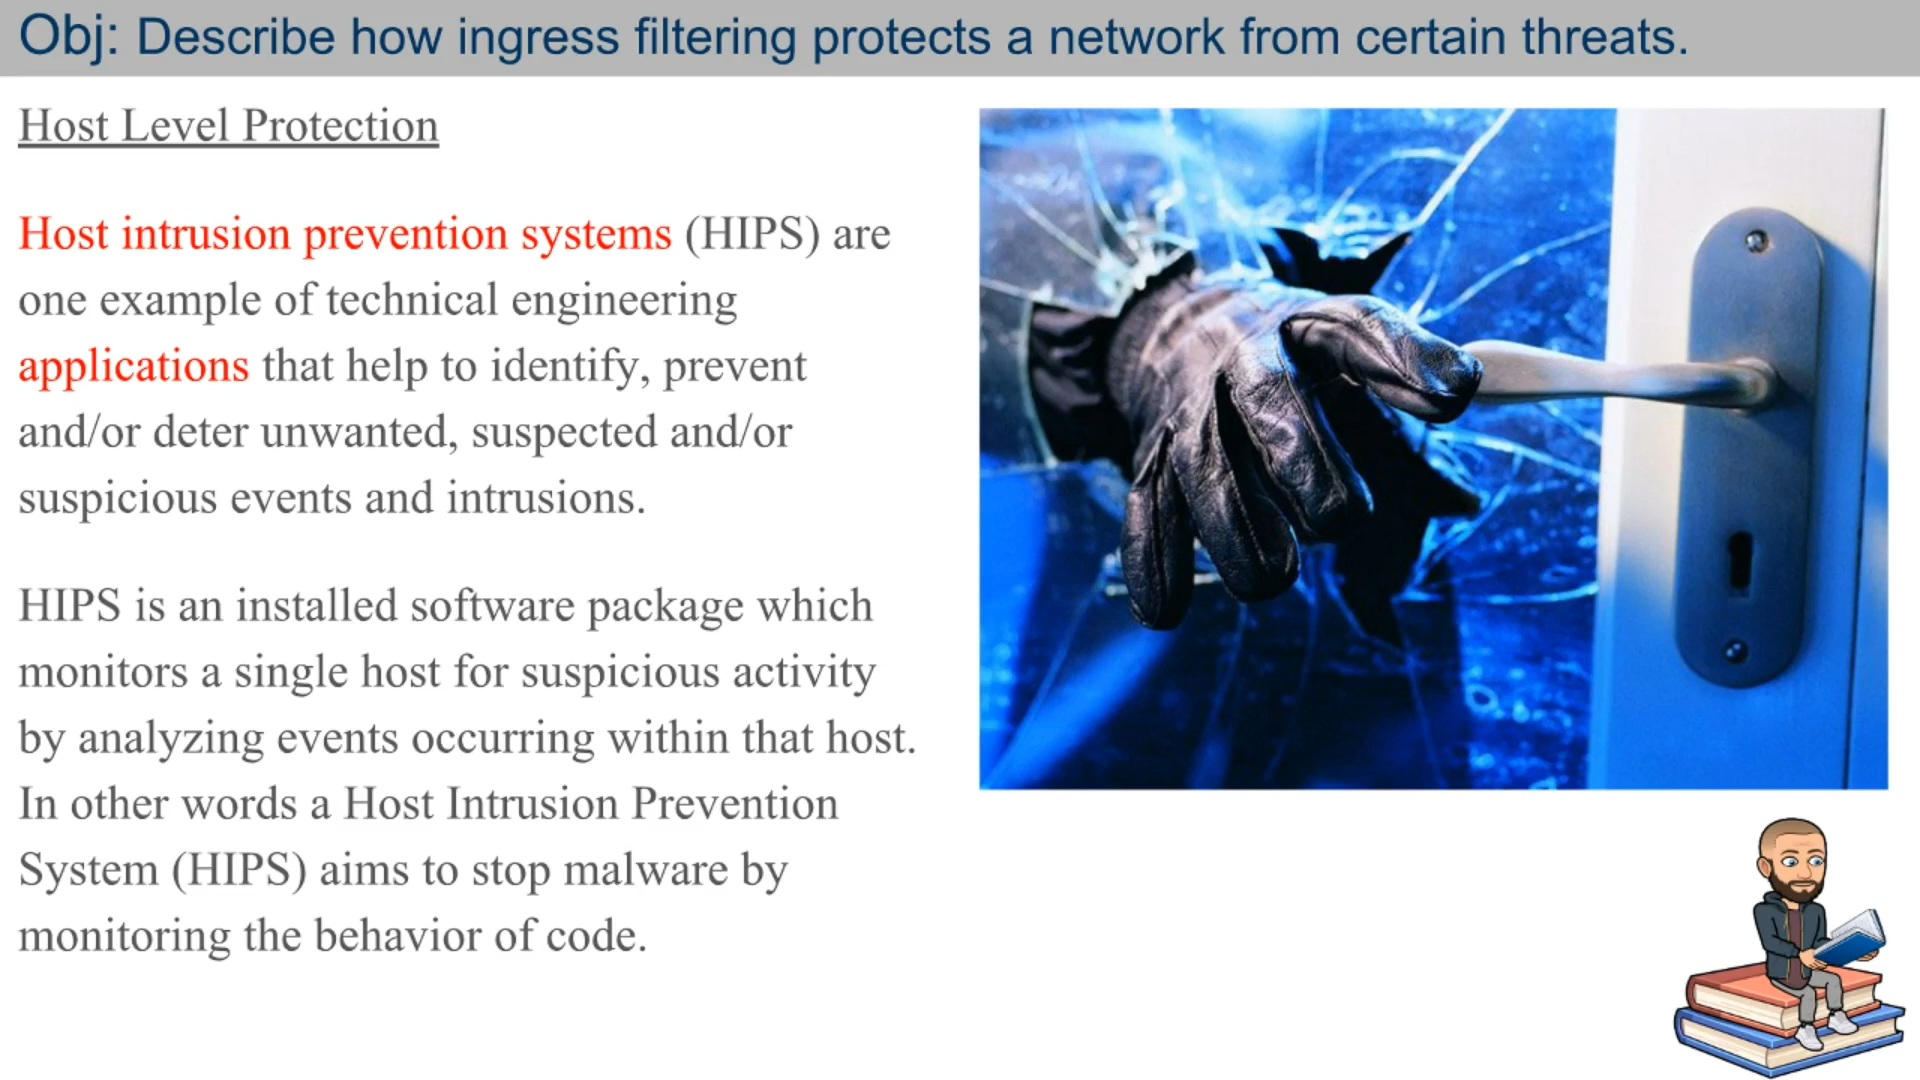 Obj: Describe how ingress filtering protects a network from certain threats.
Host Level Protection
Host intrusion prevention systems (HIPS) are
one example of technical engineering
applications that help to identify, prevent
and/or deter unwanted, suspected and/or
suspicious events and intrusions.
HIPS is an installed software package which
monitors a single host for suspicious activity
by analyzing events occurring within that host.
In other words a Host Intrusion Prevention
System (HIPS) aims to stop malware by
monitoring the behavior of code.